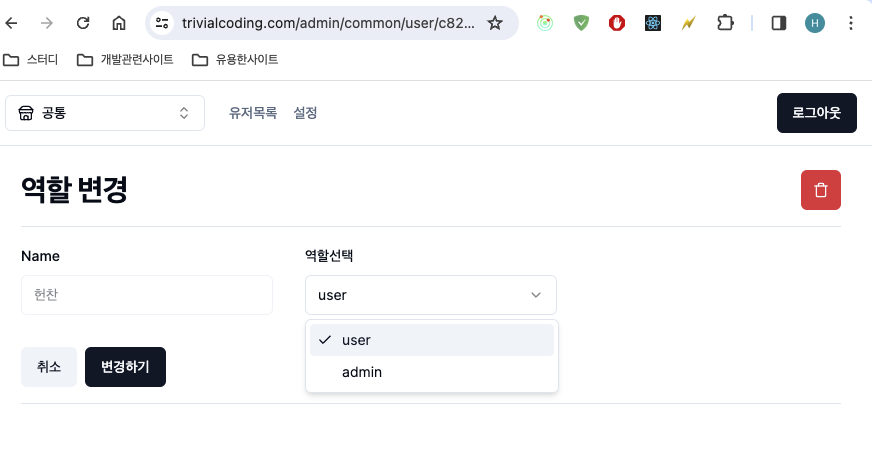 trivialcoding.com/admin/common/user/c82...
H
스터디 개발관련사이트 유용한사이트
공통 유저목록 설정 로그아웃
역할 변경
Name 역할선택
헌찬 user
user
admin
취소 변경하기